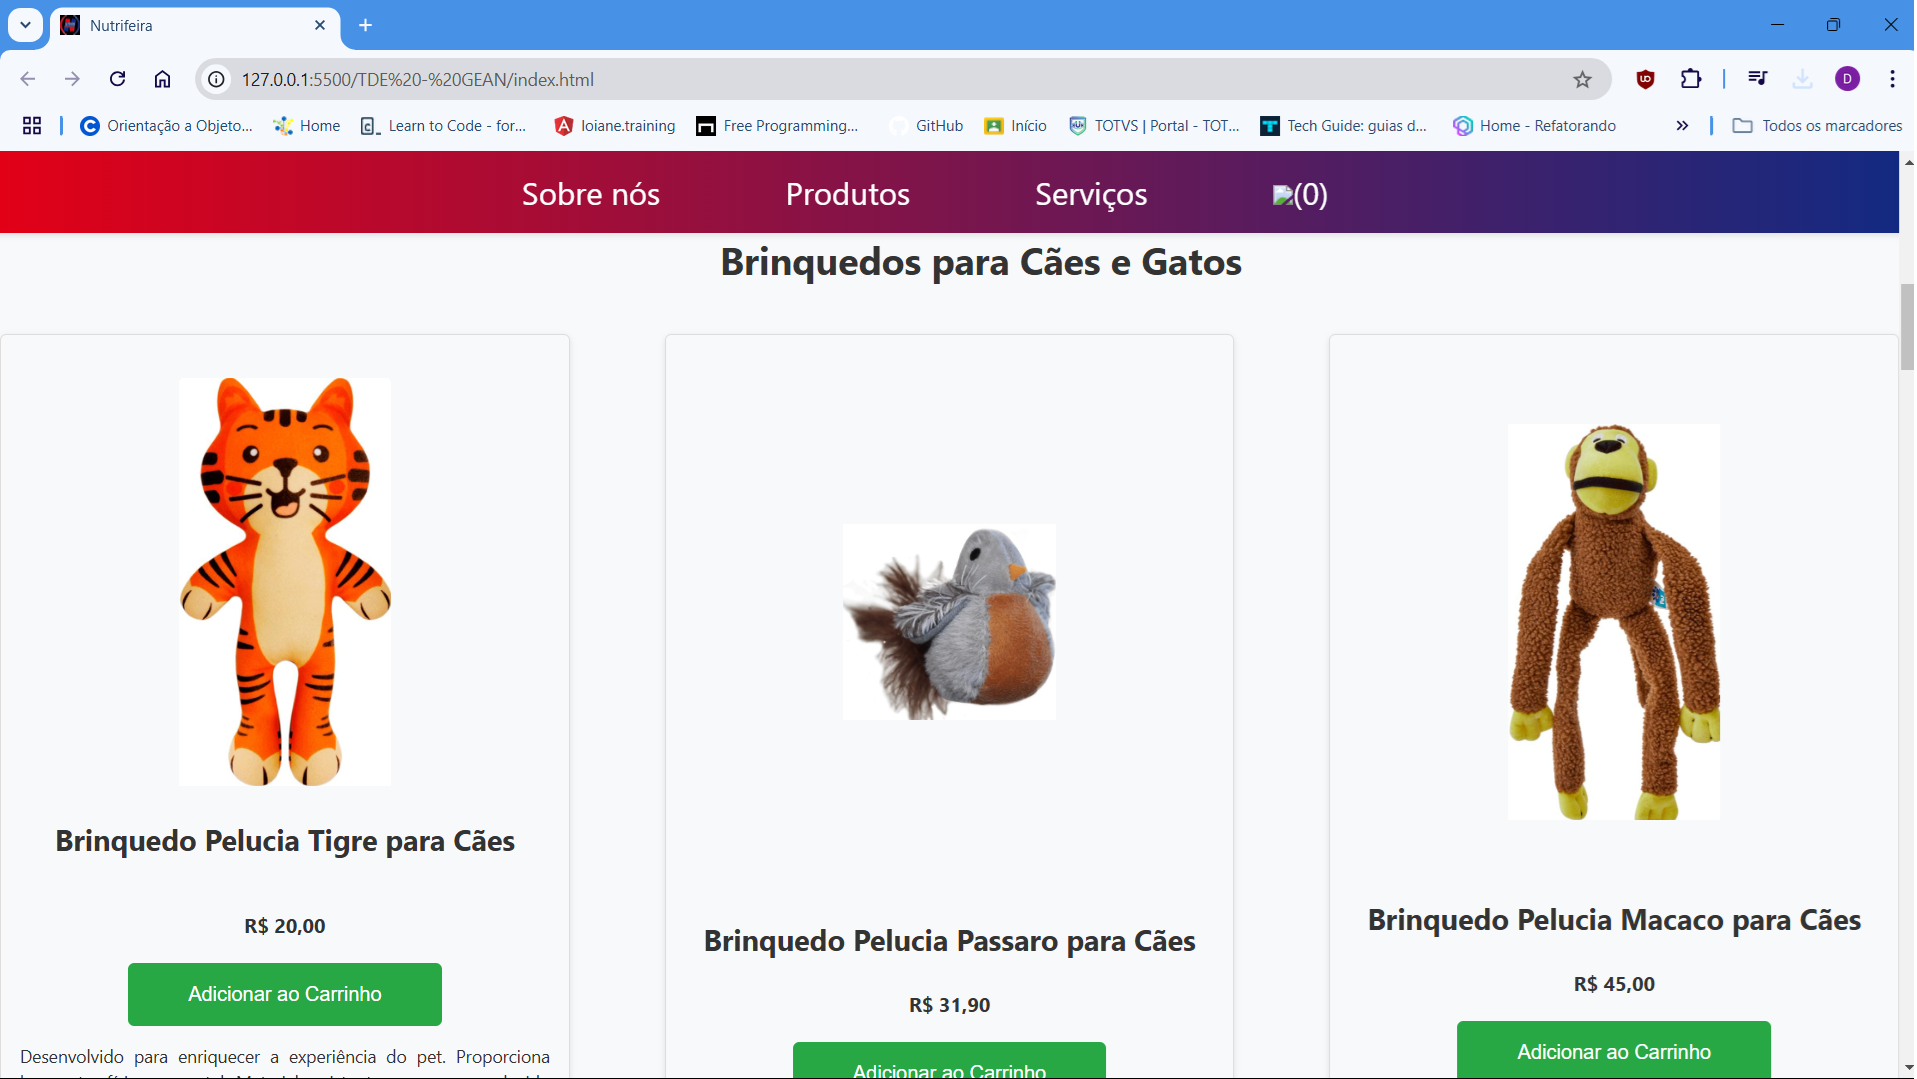 Nutrifeira
127.0.0.1:5500/TDE%20-%20GEAN/index.html
D
Orientação a Objeto...
Home
Learn to Code - for...
loiane.training
Free Programming...
GitHub
Início
TOTVS | Portal - TOT...
Tech Guide: guias d...
Home - Refatorando
Todos os marcadores
Sobre nós
Produtos
Serviços
(0)
Brinquedos para Cães e Gatos
Brinquedo Pelucia Tigre para Cães
R$ 20,00
Adicionar ao Carrinho
Desenvolvido para enriquecer a experiência do pet. Proporciona
Brinquedo Pelucia Passaro para Cães
R$ 31,90
Adicionar ao Carrinho
Brinquedo Pelucia Macaco para Cães
R$ 45,00
Adicionar ao Carrinho